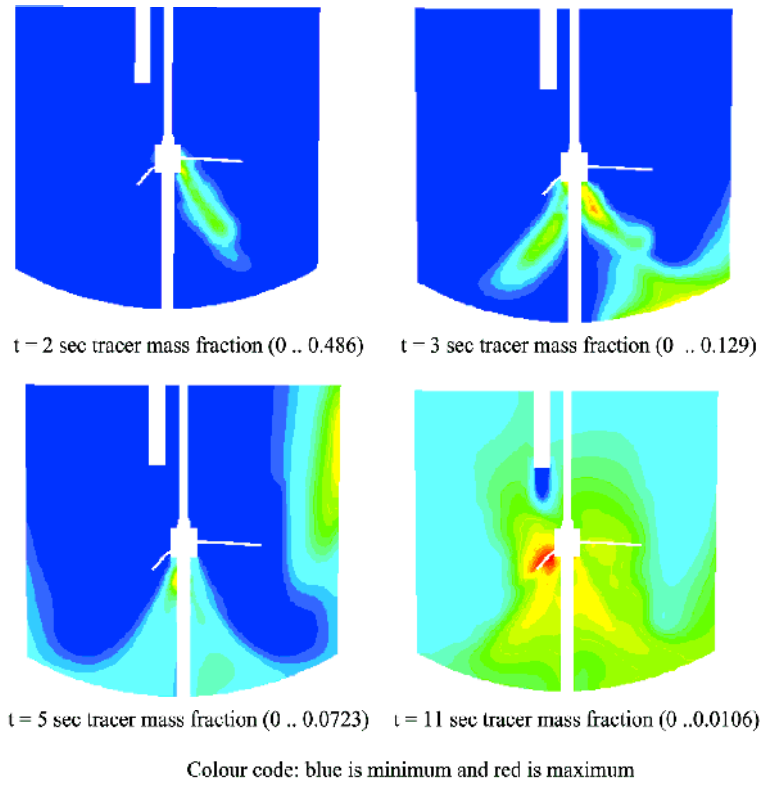 t = 2 sec tracer mass fraction (0 .. 0.486)
t = 3 sec tracer mass fraction (0 .. 0.129)
t = 5 sec tracer mass fraction (0 .. 0.0723)
t = 11 sec tracer mass fraction (0 ..0.0106)
Colour code: blue is minimum and red is maximum